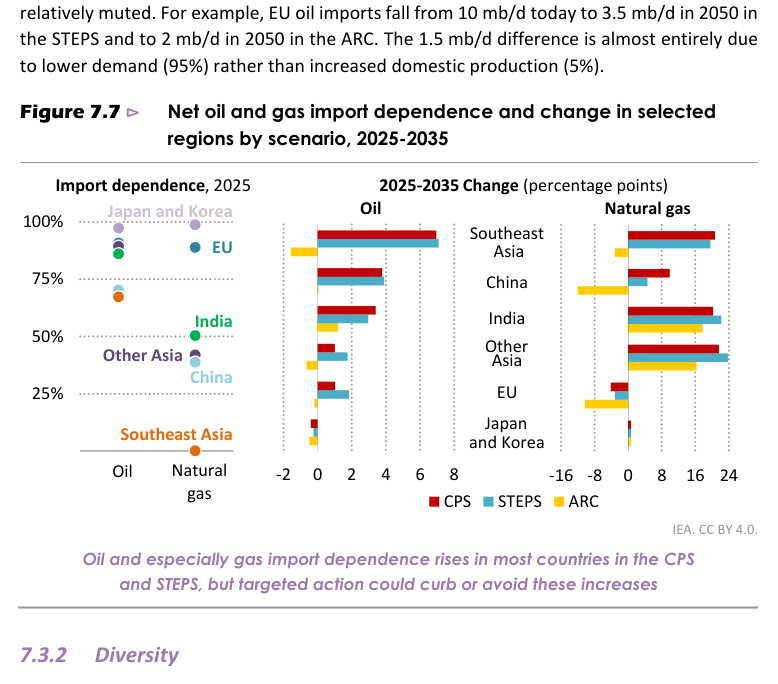 relatively muted. For example, EU oil imports fall from 10 mb/d today to 3.5 mb/d in 2050 in
the STEPS and to 2 mb/d in 2050 in the ARC. The 1.5 mb/d difference is almost entirely due
to lower demand (95%) rather than increased domestic production (5%).
Figure 7.7 ▻ Net oil and gas import dependence and change in selected
regions by scenario, 2025-2035
Import dependence, 2025
Japan and Korea
100%
EU
75%
India
50%
Other Asia
China
25%
Southeast Asia
Oil
Natural
gas
2025-2035 Change (percentage points)
Oil
Natural gas
Southeast
Asia
China
India
Other
Asia
EU
Japan
and Korea
-2 0 2 4 6 8
-16 -8 0 8 16 24
CPS STEPS ARC
IEA. CC BY 4.0.
Oil and especially gas import dependence rises in most countries in the CPS
and STEPS, but targeted action could curb or avoid these increases
7.3.2 Diversity